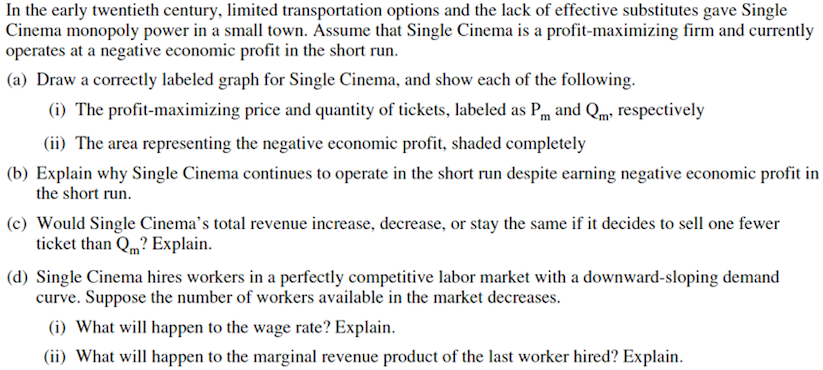 In the early twentieth century, limited transportation options and the lack of effective substitutes gave Single
Cinema monopoly power in a small town. Assume that Single Cinema is a profit-maximizing firm and currently
operates at a negative economic profit in the short run.
(a) Draw a correctly labeled graph for Single Cinema, and show each of the following.
(i) The profit-maximizing price and quantity of tickets, labeled as Pm and Qm, respectively
(ii) The area representing the negative economic profit, shaded completely
(b) Explain why Single Cinema continues to operate in the short run despite earning negative economic profit in
the short run.
(c) Would Single Cinema's total revenue increase, decrease, or stay the same if it decides to sell one fewer
ticket than Qm? Explain.
(d) Single Cinema hires workers in a perfectly competitive labor market with a downward-sloping demand
curve. Suppose the number of workers available in the market decreases.
(i) What will happen to the wage rate? Explain.
(ii) What will happen to the marginal revenue product of the last worker hired? Explain.